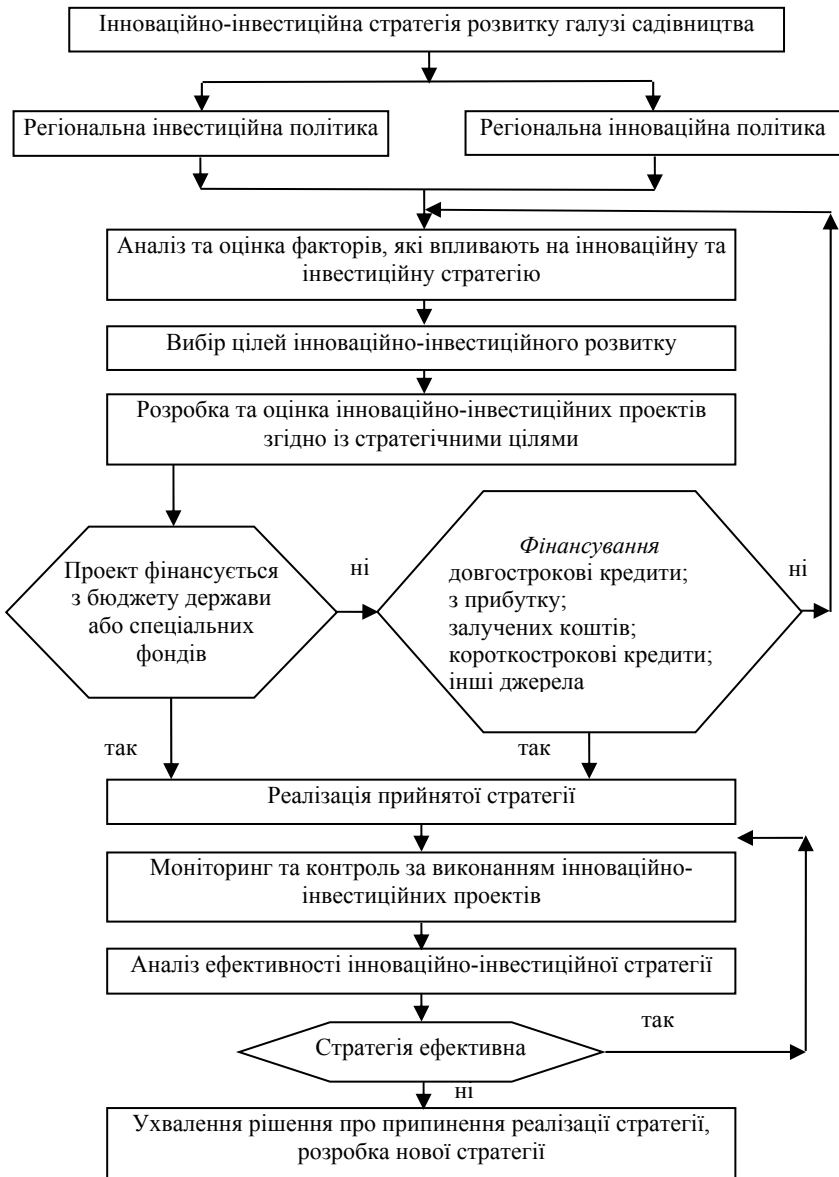 Інноваційно-інвестиційна стратегія розвитку галузі садівництва
Регіональна інвестиційна політика
Регіональна інноваційна політика
Аналіз та оцінка факторів, які впливають на інноваційну та
інвестиційну стратегію
Вибір цілей інноваційно-інвестиційного розвитку
Розробка та оцінка інноваційно-інвестиційних проектів
згідно із стратегічними цілями
Проект фінансується
з бюджету держави
або спеціальних
фондів
ні
Фінансування
довгострокові кредити;
з прибутку;
залучених коштів;
короткострокові кредити;
інші джерела
ні
так
так
Реалізація прийнятої стратегії
Моніторинг та контроль за виконанням інноваційно-
інвестиційних проектів
Аналіз ефективності інноваційно-інвестиційної стратегії
Стратегія ефективна
так
ні
Ухвалення рішення про припинення реалізації стратегії,
розробка нової стратегії